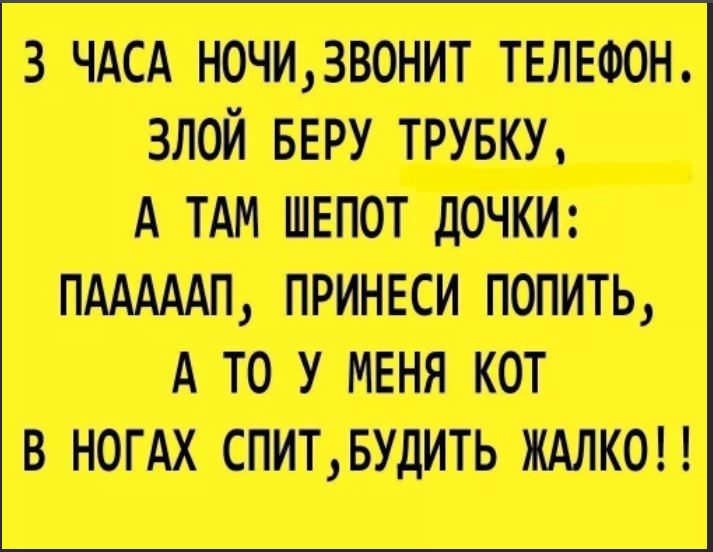 3 ЧАСА НОЧИ,ЗВОНИТ ТЕЛЕФОН.
ЗЛОЙ БЕРУ ТРУБКУ,
А ТАМ ШЕПОТ ДОЧКИ:
ПАААААП, ПРИНЕСИ ПОПИТЬ,
А ТО У МЕНЯ КОТ
В НОГАХ СПИТ,БУДИТЬ ЖАЛКО!!